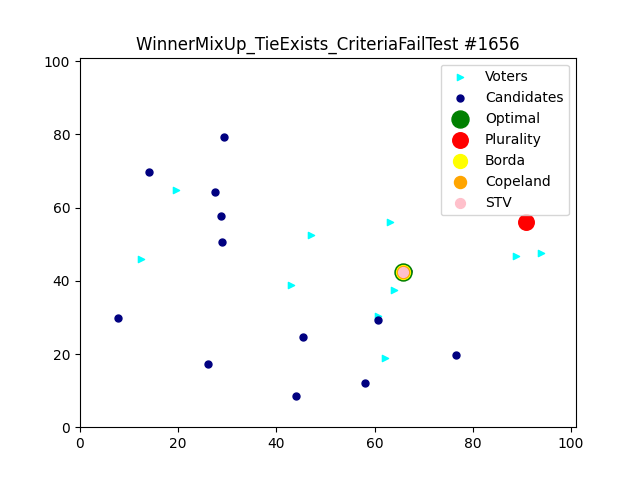 WinnerMixUp_TieExists_CriteriaFailTest #1656
100
80
60
40
20
0
0
20
40
60
80
100
Voters
Candidates
Optimal
Plurality
Borda
Copeland
STV